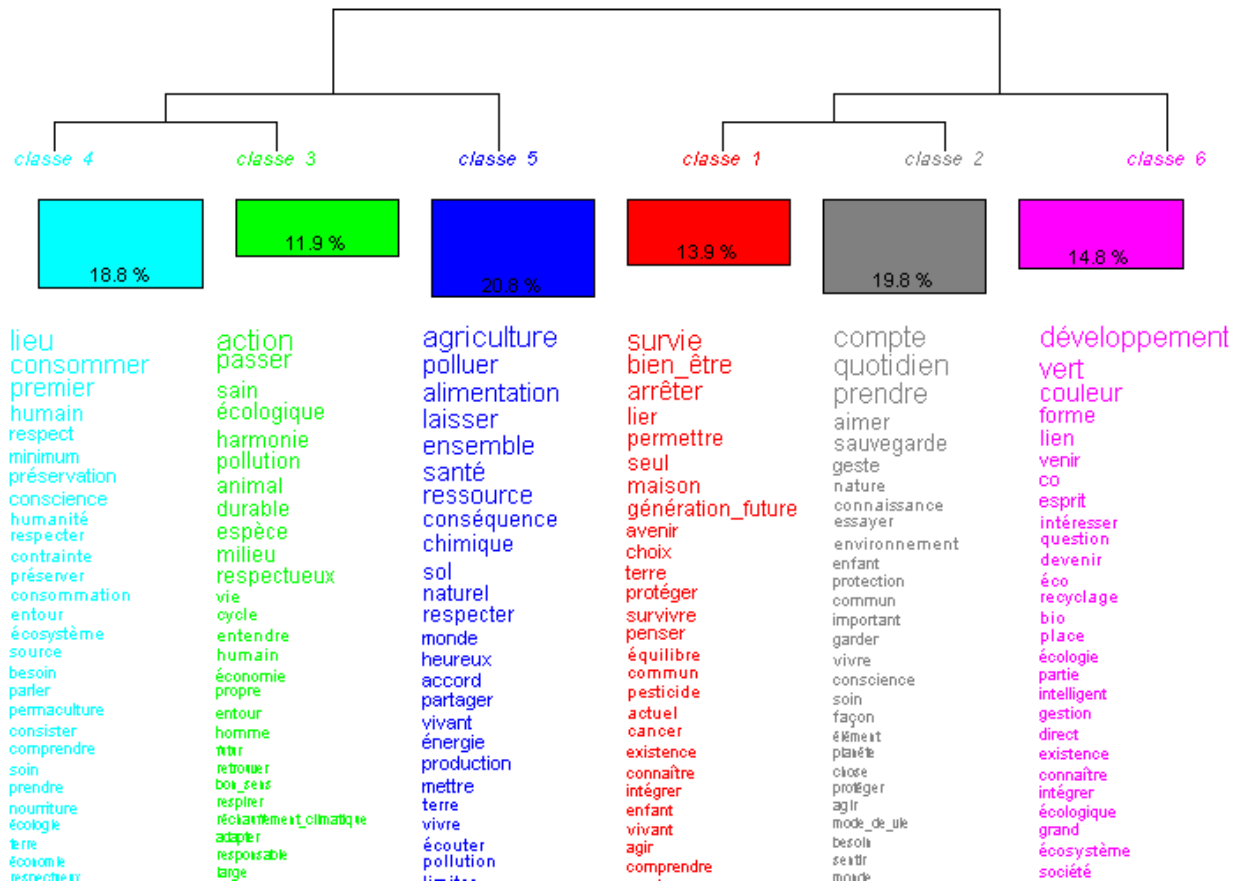 classe 4
classe 3
classe 5
classe 1
classe 2
classe 6
18.8 %
11.9 %
20.8 %
13.9 %
19.8 %
14.8 %
lieu
consommer
premier
humain
respect
minimum
préservation
conscience
humanité
respecter
contrainte
préserver
consommation
entour
écosystème
source
besoin
parler
permaculture
consister
comprendre
soin
prendre
nourriture
écologie
terre
économie
respectueux
action
passer
sain
écologique
harmonie
pollution
animal
durable
espèce
milieu
respectueux
vie
cycle
entendre
humain
économie
propre
entour
homme
futur
retrouver
bon_sens
respirer
réchauffement_climatique
adapter
responsable
large
agriculture
polluer
alimentation
laisser
ensemble
santé
ressource
conséquence
chimique
sol
naturel
respecter
monde
heureux
accord
partager
vivant
énergie
production
mettre
terre
vivre
écouter
pollution
survie
bien_être
arrêter
lier
permettre
seul
maison
génération_future
avenir
choix
terre
protéger
survivre
penser
équilibre
commun
pesticide
actuel
cancer
existence
connaître
intégrer
enfant
vivant
agir
comprendre
compte
quotidien
prendre
aimer
sauvegarde
geste
nature
connaissance
essayer
environnement
enfant
protection
commun
important
garder
vivre
conscience
soin
façon
élément
planète
chose
protéger
agir
mode_de_vie
besoin
sentir
monde
développement
vert
couleur
forme
lien
venir
co
esprit
intéresser
question
devenir
éco
recyclage
bio
place
écologie
partie
intelligent
gestion
direct
existence
connaître
intégrer
écologique
grand
écosystème
société